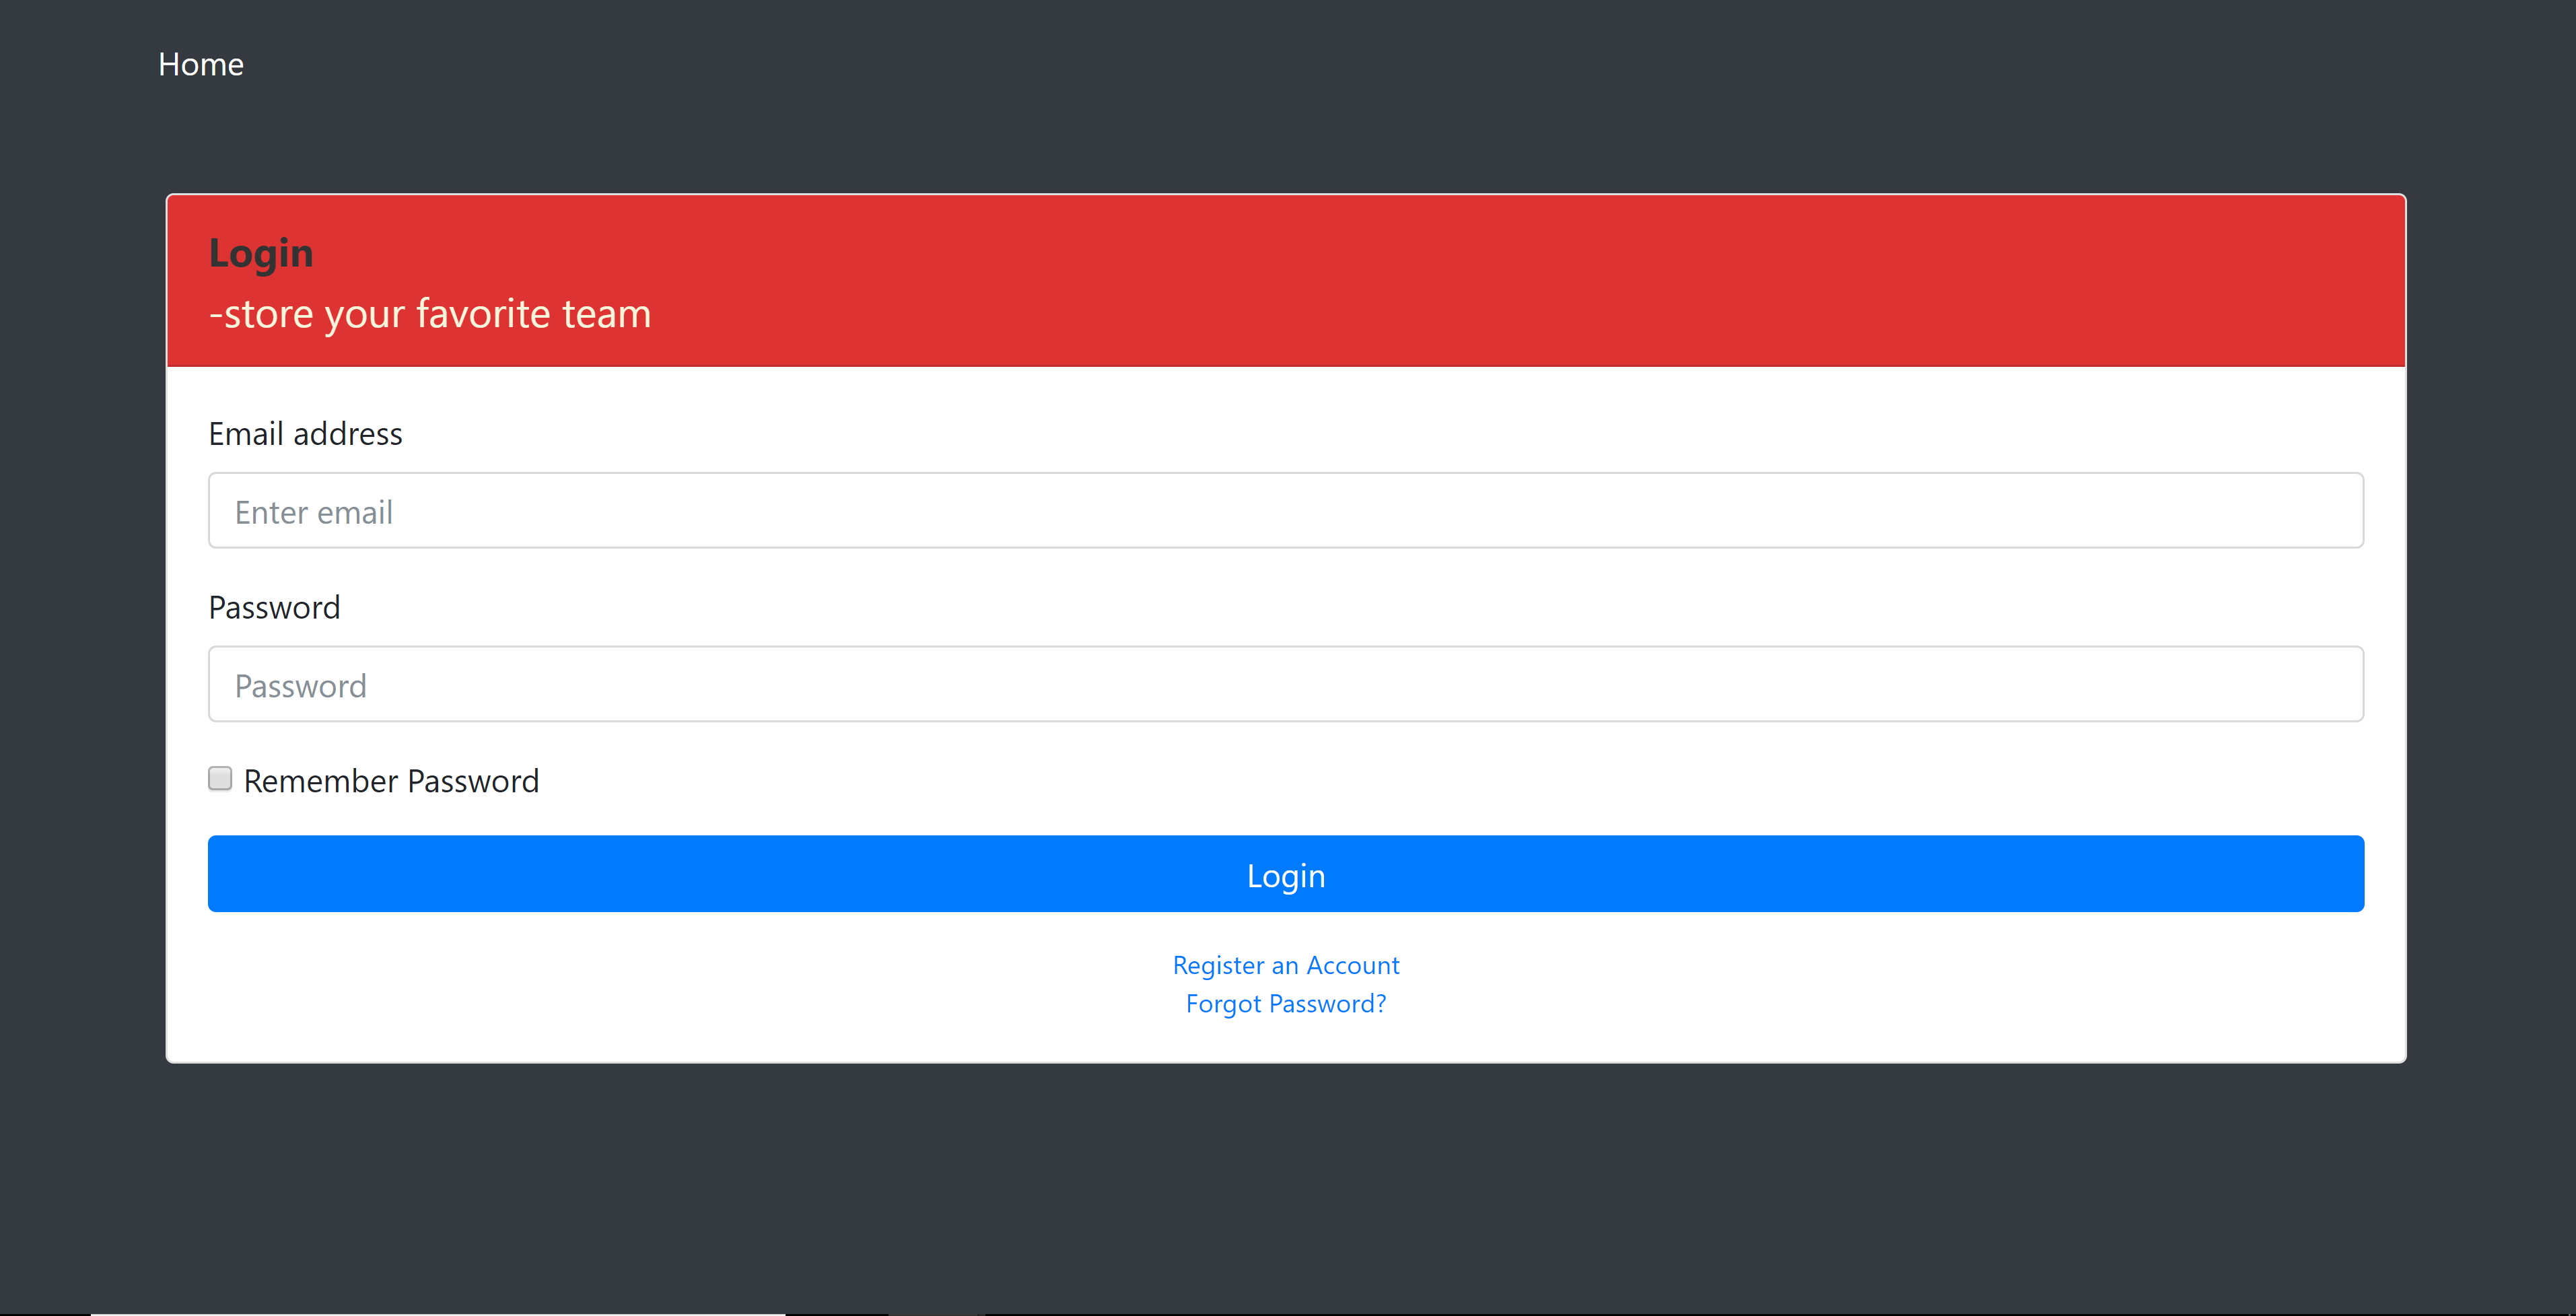 Home
Login
-store your favorite team
Email address
Enter email
Password
Password
Remember Password
Login
Register an Account
Forgot Password?